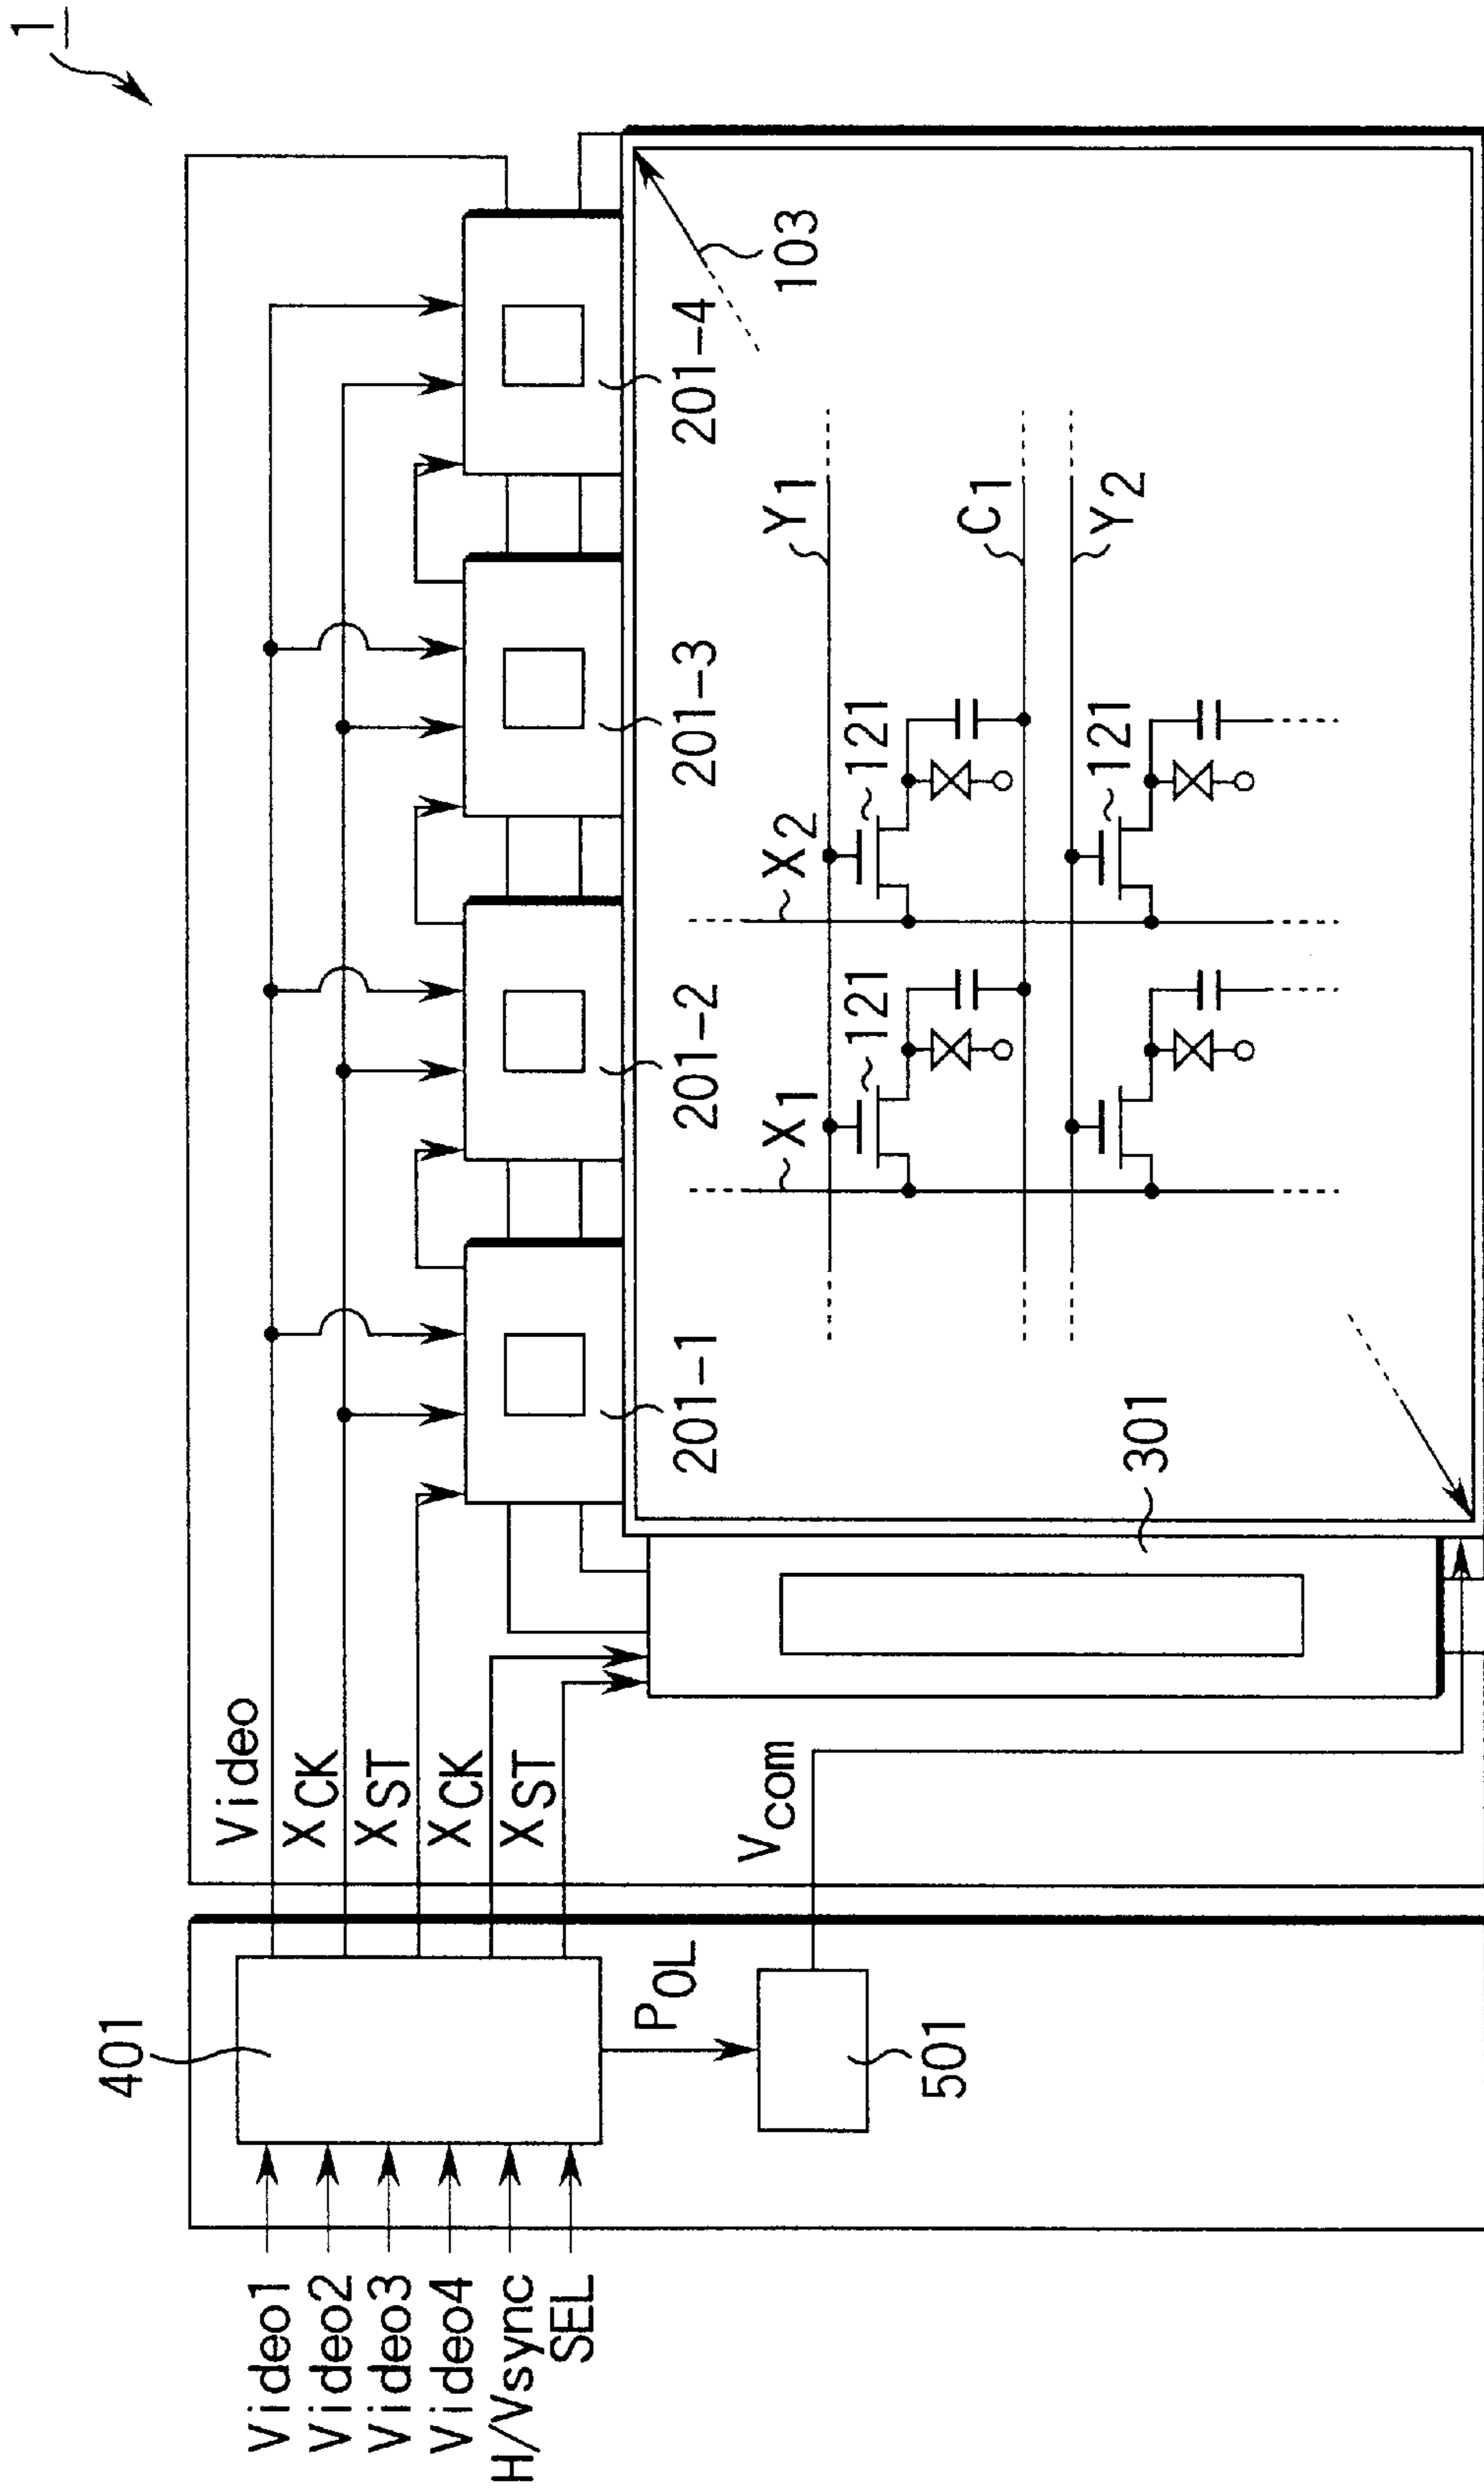 1
Video1
Video2
Video3
Video4
H/Vsync
SEL
401
POL
501
Video
XCK
XST
XCK
XST
Vcom
201-1
201-2
201-3
201-4
103
301
X1
X2
Y1
C1
Y2
121
121
121